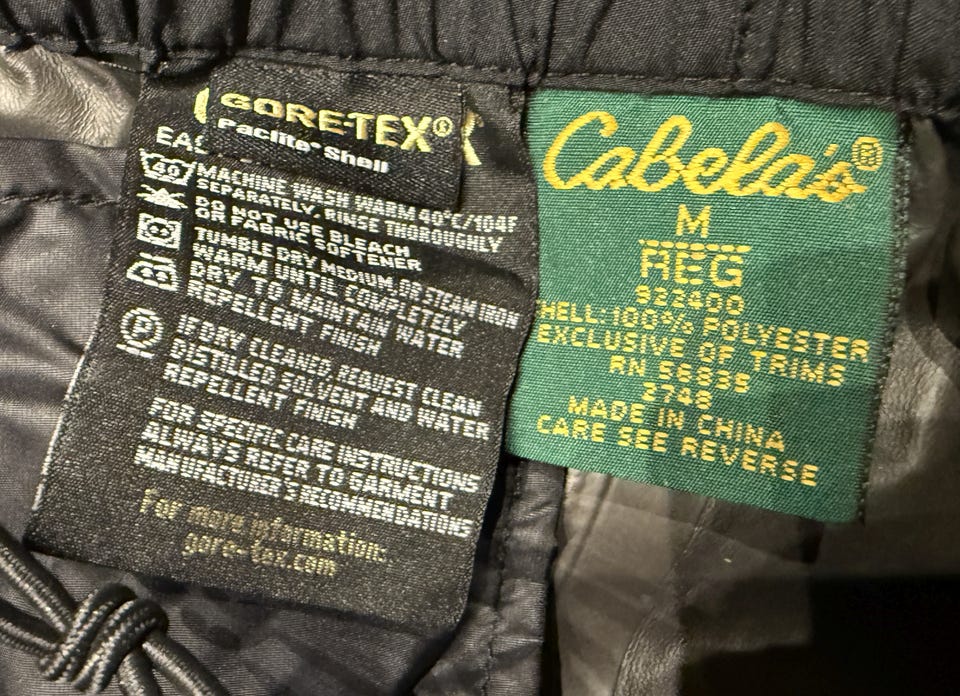 GORE-TEX®
Paclite® Shell
EAS
40
MACHINE WASH WARM 40°C/104F
SEPARATELY, RINSE THOROUGHLY
DO NOT USE BLEACH
OR FABRIC SOFTENER
TUMBLE DRY MEDIUM, OR STEAM IRON
WARM UNTIL COMPLETELY
DRY, TO MAINTAIN WATER
REPELLENT FINISH
P
IF DRY CLEANED, REQUEST CLEAN
DISTILLED SOLVENT AND WATER
REPELLENT FINISH
FOR SPECIFIC CARE INSTRUCTIONS
ALWAYS REFER TO GARMENT
MANUFACTURER'S RECOMMENDATIONS
For more information.
gore-tex.com
Cabela's®
M
REG
HELL: 100% POLYESTER
EXCLUSIVE OF TRIMS
RN 56835
2748
MADE IN CHINA
CARE SEE REVERSE